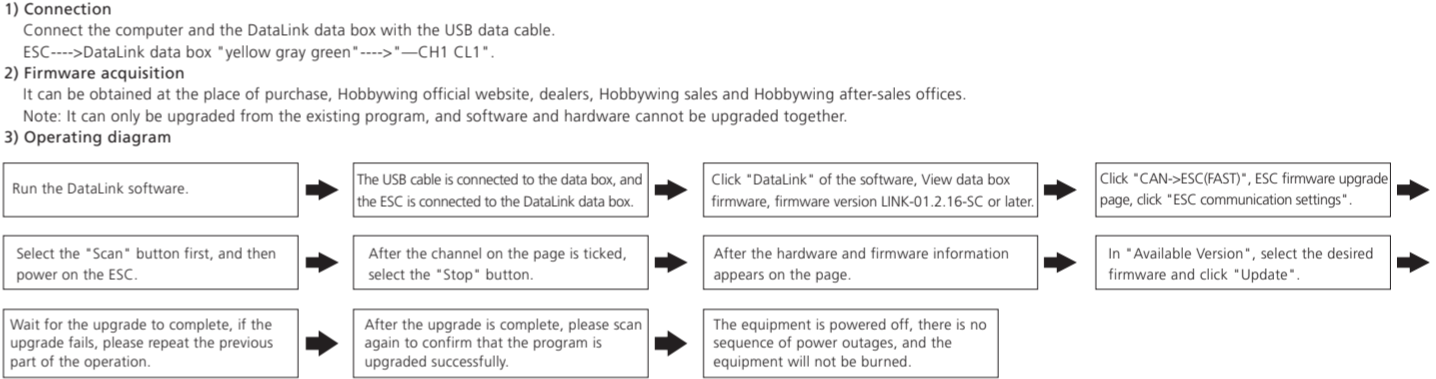 1) Connection
Connect the computer and the DataLink data box with the USB data cable.
ESC---->DataLink data box "yellow gray green"---->"—CH1 CL1".
2) Firmware acquisition
It can be obtained at the place of purchase, Hobbywing official website, dealers, Hobbywing sales and Hobbywing after-sales offices.
Note: It can only be upgraded from the existing program, and software and hardware cannot be upgraded together.
3) Operating diagram
Run the DataLink software.
The USB cable is connected to the data box, and
the ESC is connected to the DataLink data box.
Click "DataLink" of the software, View data box
firmware, firmware version LINK-01.2.16-SC or later.
Click "CAN->ESC(FAST)", ESC firmware upgrade
page, click "ESC communication settings".
Select the "Scan" button first, and then
power on the ESC.
After the channel on the page is ticked,
select the "Stop" button.
After the hardware and firmware information
appears on the page.
In "Available Version", select the desired
firmware and click "Update".
Wait for the upgrade to complete, if the
upgrade fails, please repeat the previous
part of the operation.
After the upgrade is complete, please scan
again to confirm that the program is
upgraded successfully.
The equipment is powered off, there is no
sequence of power outages, and the
equipment will not be burned.